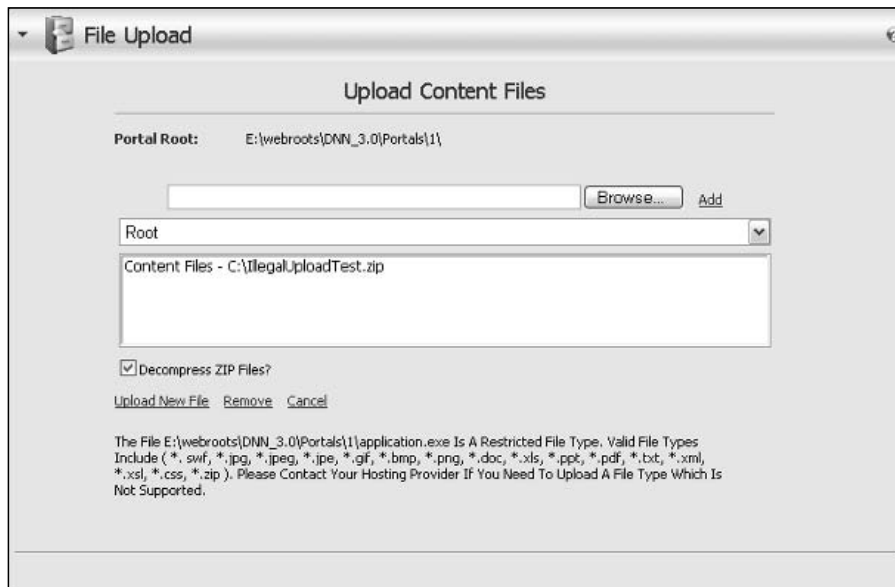 File Upload
Upload Content Files
Portal Root: E:\webroots\DNN_3.0\Portals\1\
Browse... Add
Root
Content Files - C:\IllegalUploadTest.zip
Decompress ZIP Files?
Upload New File Remove Cancel
The File E:\webroots\DNN_3.0\Portals\1\application.exe Is A Restricted File Type. Valid File Types
Include ( *. swf, *.jpg, *.jpeg, *.jpe, *.gif, *.bmp, *.png, *.doc, *.xls, *.ppt, *.pdf, *.txt, *.xml,
*.xsl, *.css, *.zip ). Please Contact Your Hosting Provider If You Need To Upload A File Type Which Is
Not Supported.